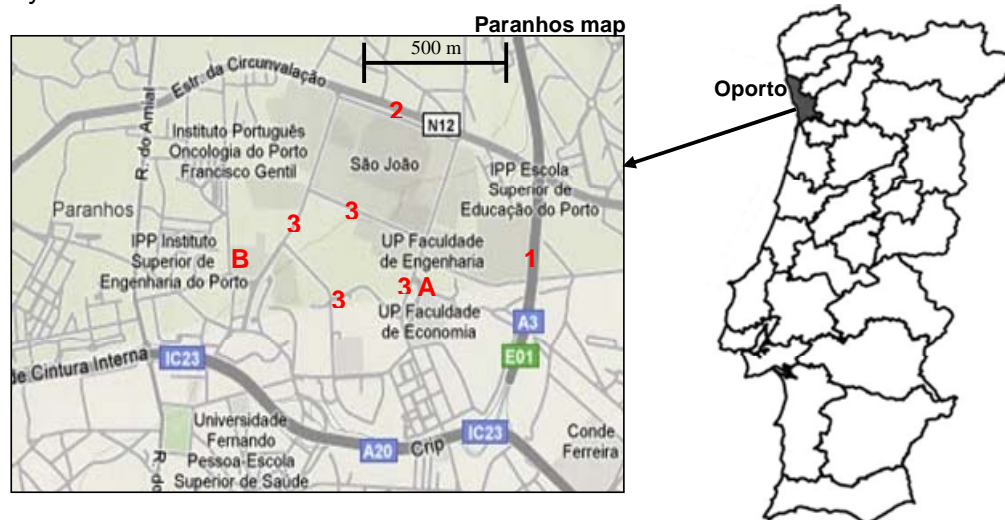 Paranhos map
500 m
Estr. da Circunvalação
2
N12
R. do Amial
Instituto Português
Oncologia do Porto
Francisco Gentil
São João
IPP Escola
Superior de
Educação do Porto
Paranhos
3
3
IPP Instituto
Superior de
Engenharia do Porto
B
UP Faculdade
de Engenharia
1
3
3 A
UP Faculdade
de Economia
A3
E01
de Cintura Interna
IC23
Universidade
Fernando
Pessoa-Escola
Superior de Saúde
R. do
A20
Crip
IC23
Conde
Ferreira
Oporto